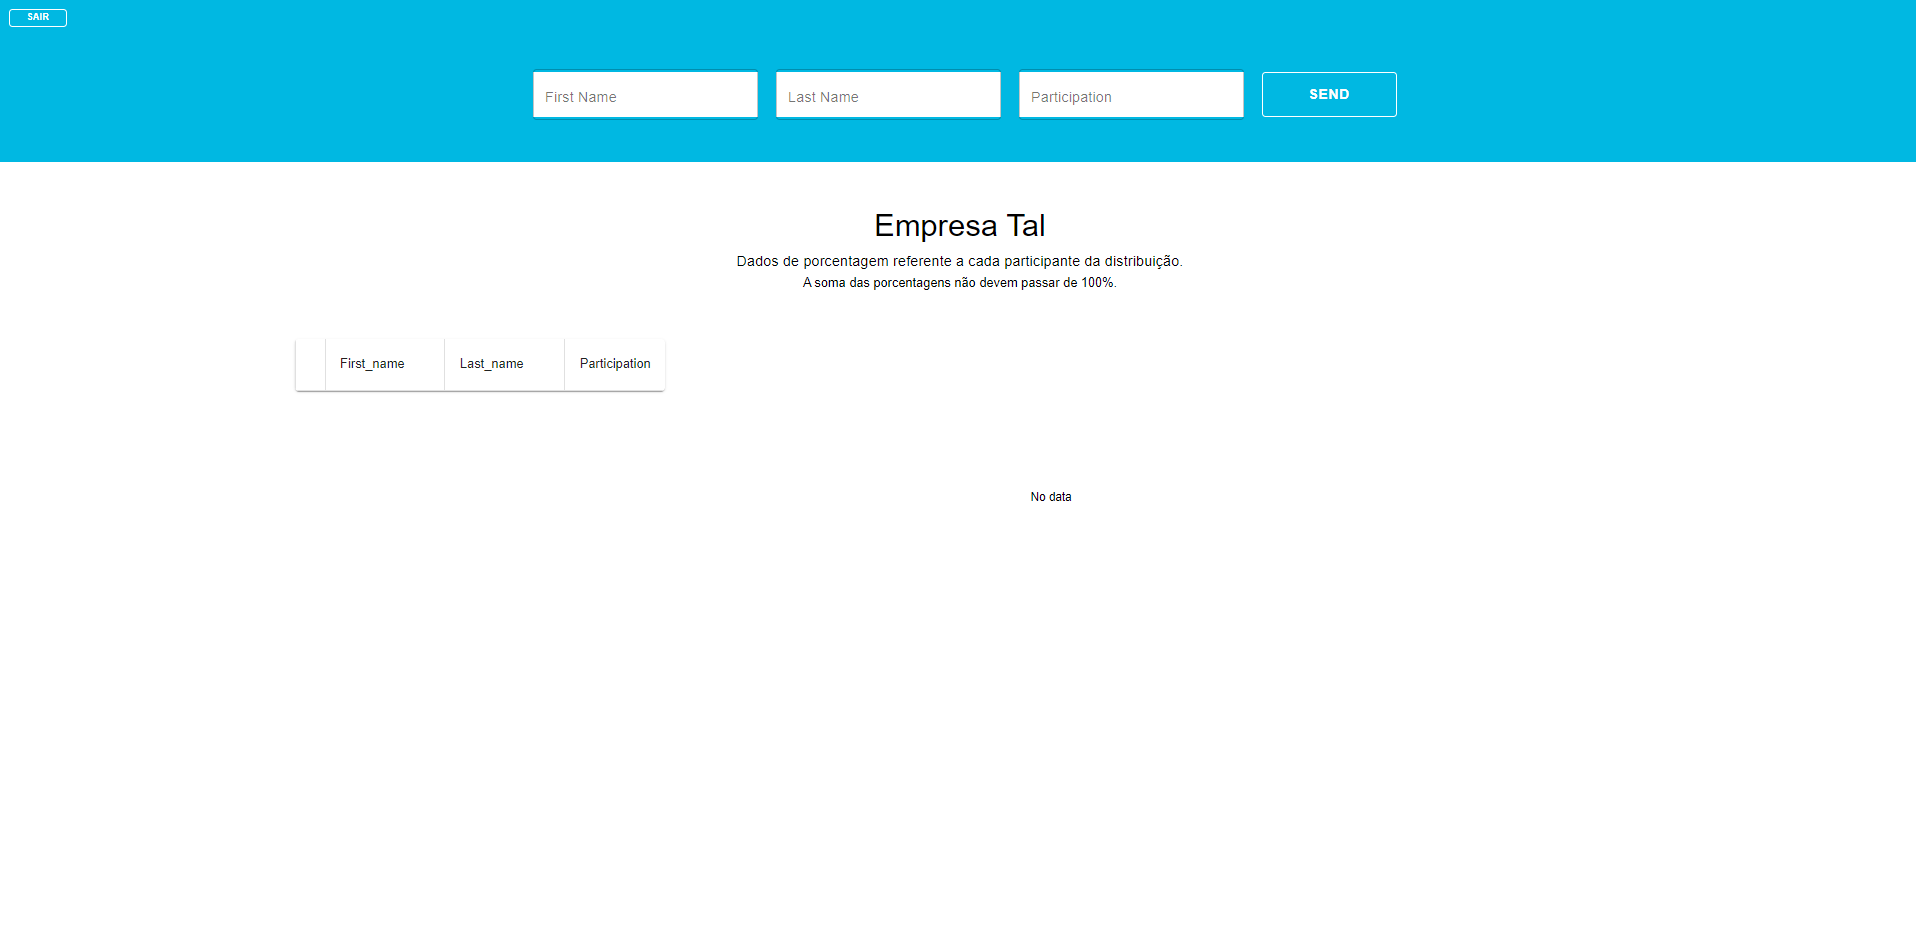 SAIR
First Name
Last Name
Participation
SEND
Empresa Tal
Dados de porcentagem referente a cada participante da distribuição.
A soma das porcentagens não devem passar de 100%.
First_name
Last_name
Participation
No data